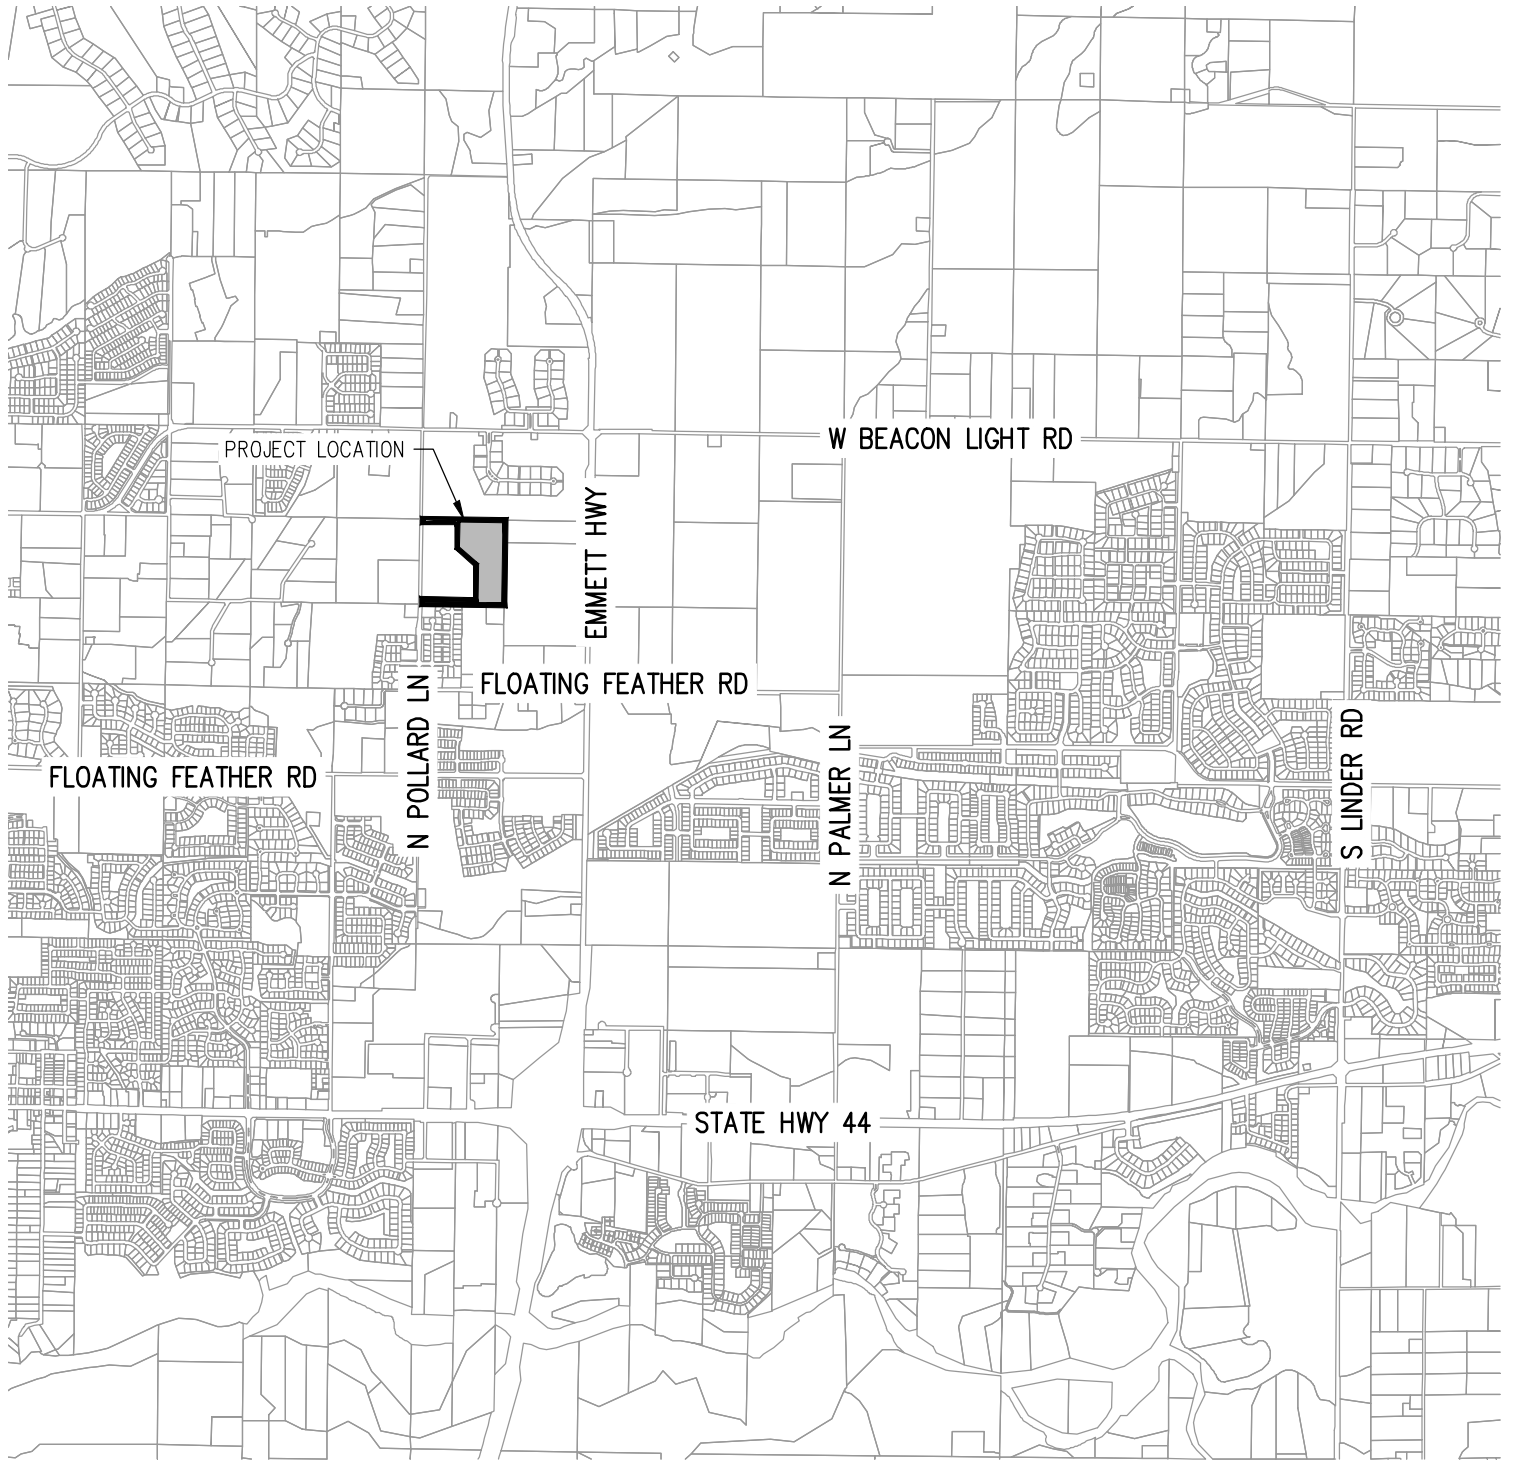 W BEACON LIGHT RD
PROJECT LOCATION
EMMETT HWY
FLOATING FEATHER RD
N POLLARD LN
N PALMER LN
S LINDER RD
FLOATING FEATHER RD
STATE HWY 44